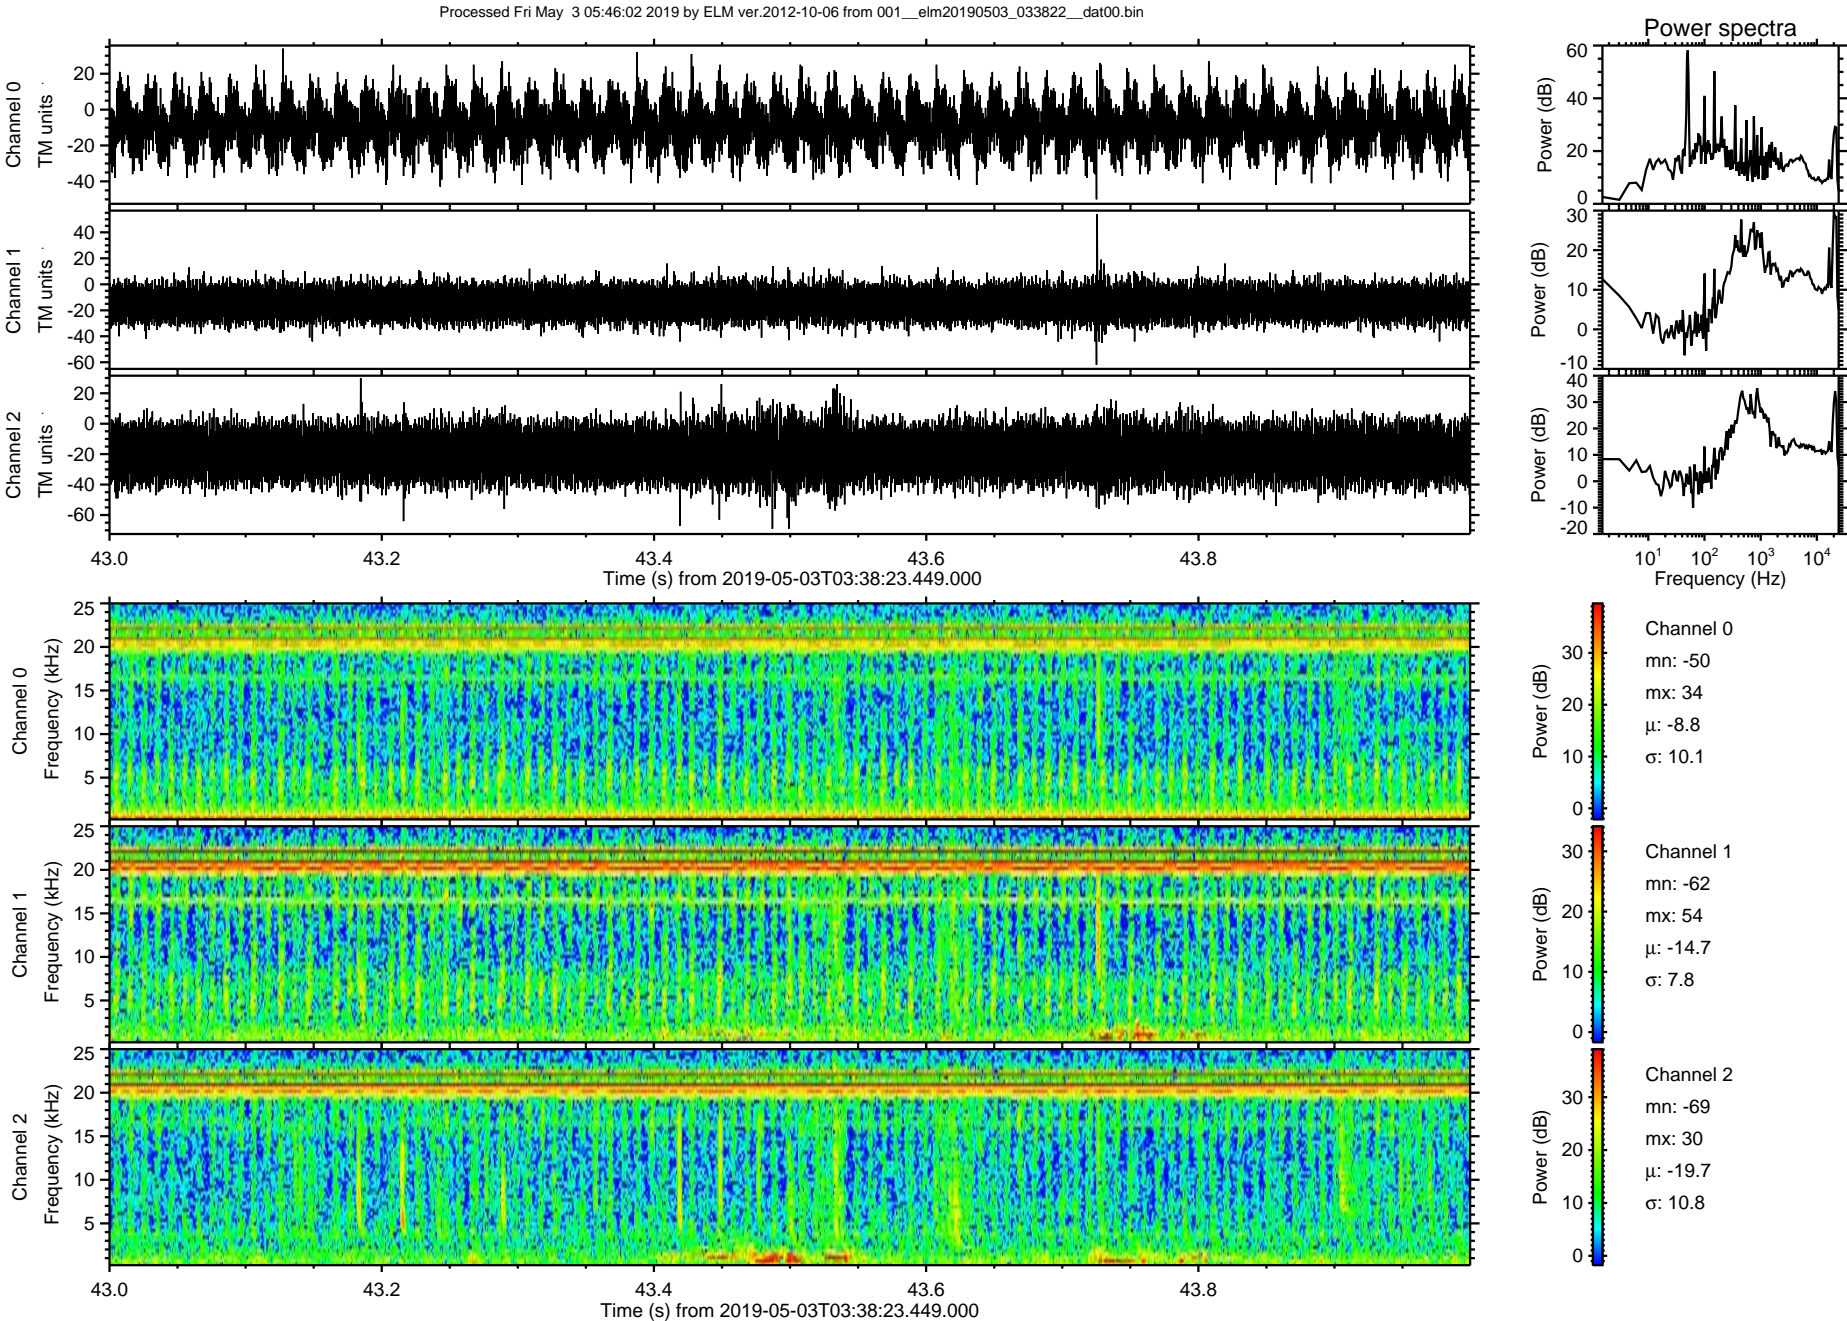 Processed Fri May  3 05:46:02 2019 by ELM ver.2012-10-06 from 001__elm20190503_033822__dat00.bin
Power spectra
Channel 0
TM units
20
0
-20
-40
Power (dB)
60
40
20
0
Channel 1
TM units
40
20
0
-20
-40
-60
Power (dB)
30
20
10
0
-10
Channel 2
TM units
20
0
-20
-40
-60
Power (dB)
40
30
20
10
0
-10
-20
43.0
43.2
43.4
43.6
43.8
Time (s) from 2019-05-03T03:38:23.449.000
10¹
10²
10³
10⁴
Frequency (Hz)
Channel 0
Frequency (kHz)
25
20
15
10
5
Power (dB)
30
20
10
0
Channel 0
mn: -50
mx: 34
μ: -8.8
σ: 10.1
Channel 1
Frequency (kHz)
25
20
15
10
5
Power (dB)
30
20
10
0
Channel 1
mn: -62
mx: 54
μ: -14.7
σ: 7.8
Channel 2
Frequency (kHz)
25
20
15
10
5
Power (dB)
30
20
10
0
Channel 2
mn: -69
mx: 30
μ: -19.7
σ: 10.8
43.0
43.2
43.4
43.6
43.8
Time (s) from 2019-05-03T03:38:23.449.000